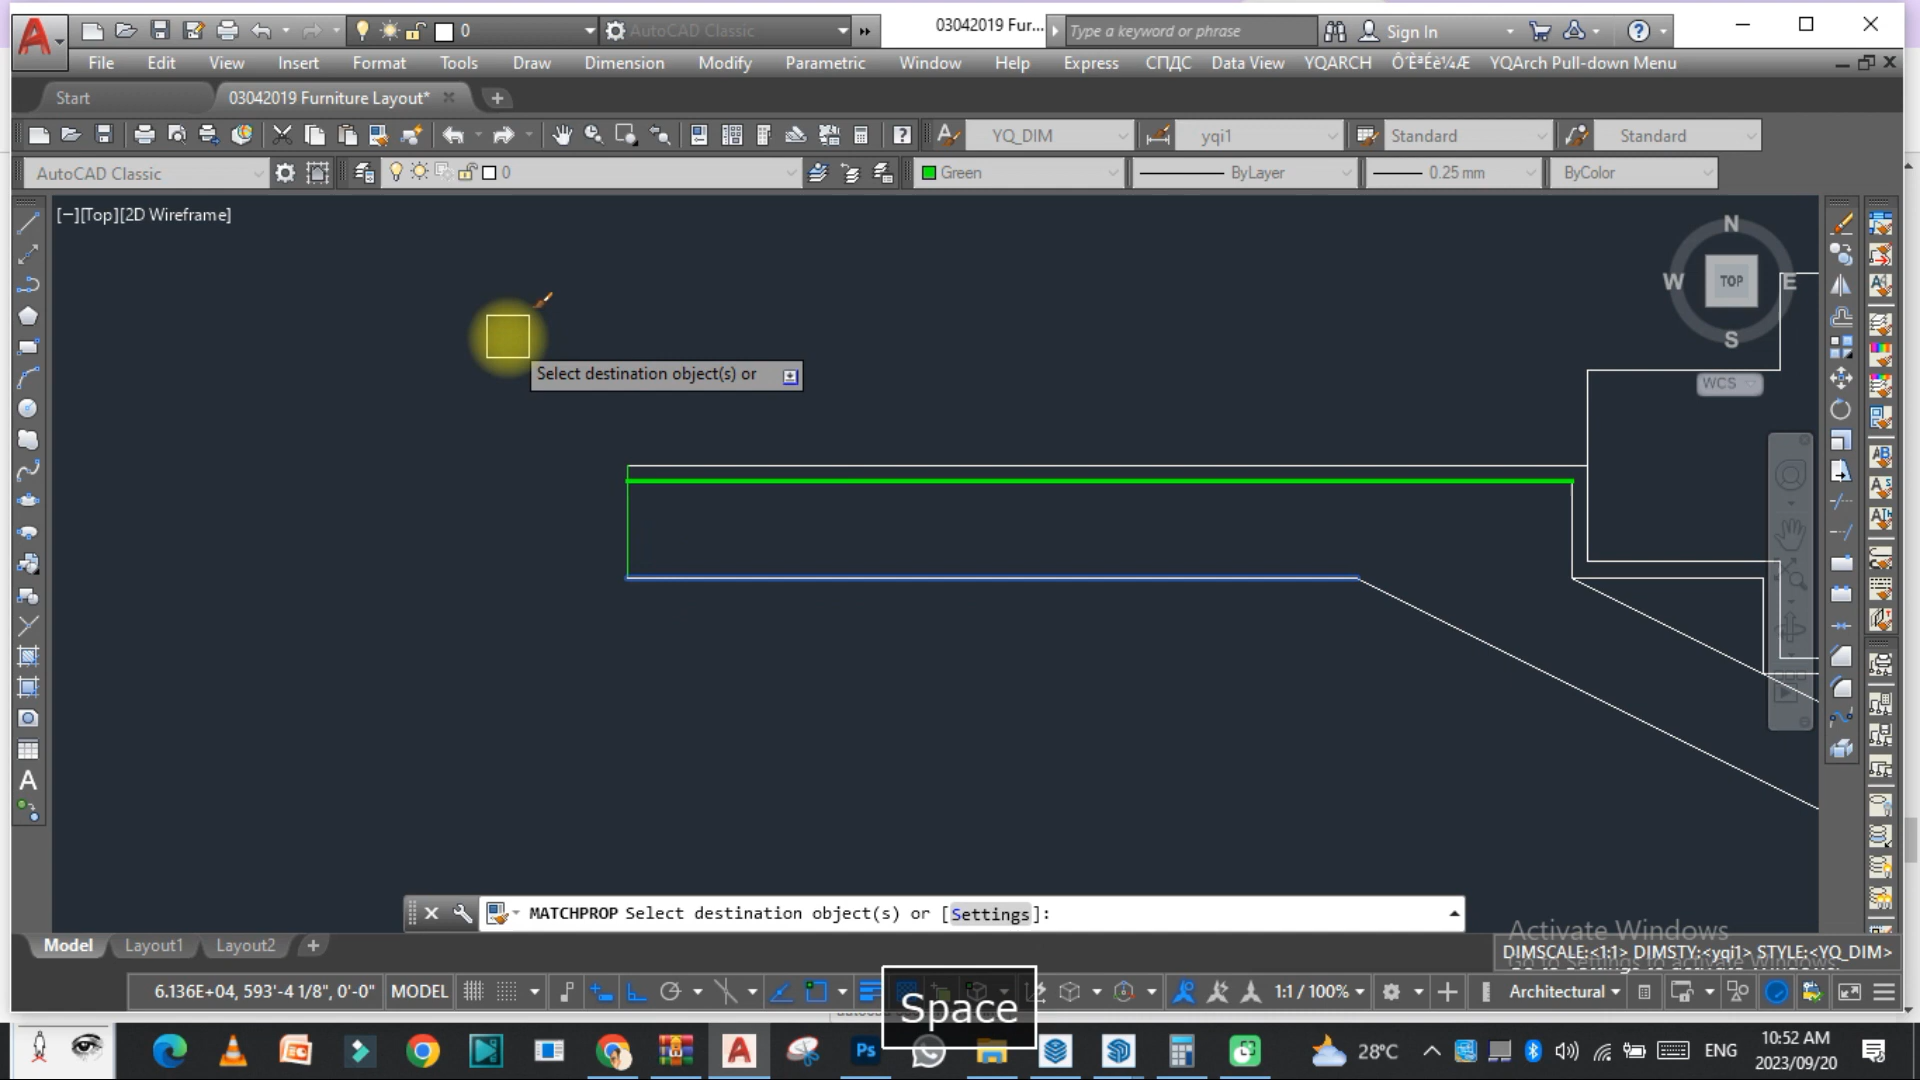 0
AutoCAD Classic
03042019 Fur...
Type a keyword or phrase
Sign In
File Edit View Insert Format Tools Draw Dimension Modify Parametric Window Help Express СПДС Data View YQARCH Ô´È°Éè¼Æ YQArch Pull-down Menu
Start
03042019 Furniture Layout*
YQ_DIM
yqi1
Standard
Standard
AutoCAD Classic
0
Green
ByLayer
0.25 mm
ByColor
[−][Top][2D Wireframe]
N
W
TOP
E
S
WCS
Select destination object(s) or
MATCHPROP Select destination object(s) or [Settings]:
Activate Windows
Model Layout1 Layout2
DIMSCALE:<1:1> DIMSTY:<yqi1> STYLE:<YQ_DIM>
6.136E+04, 593'-4 1/8", 0'-0"
MODEL
1:1 / 100%
Architectural
Space
Ps
28°C
ENG
10:52 AM
2023/09/20